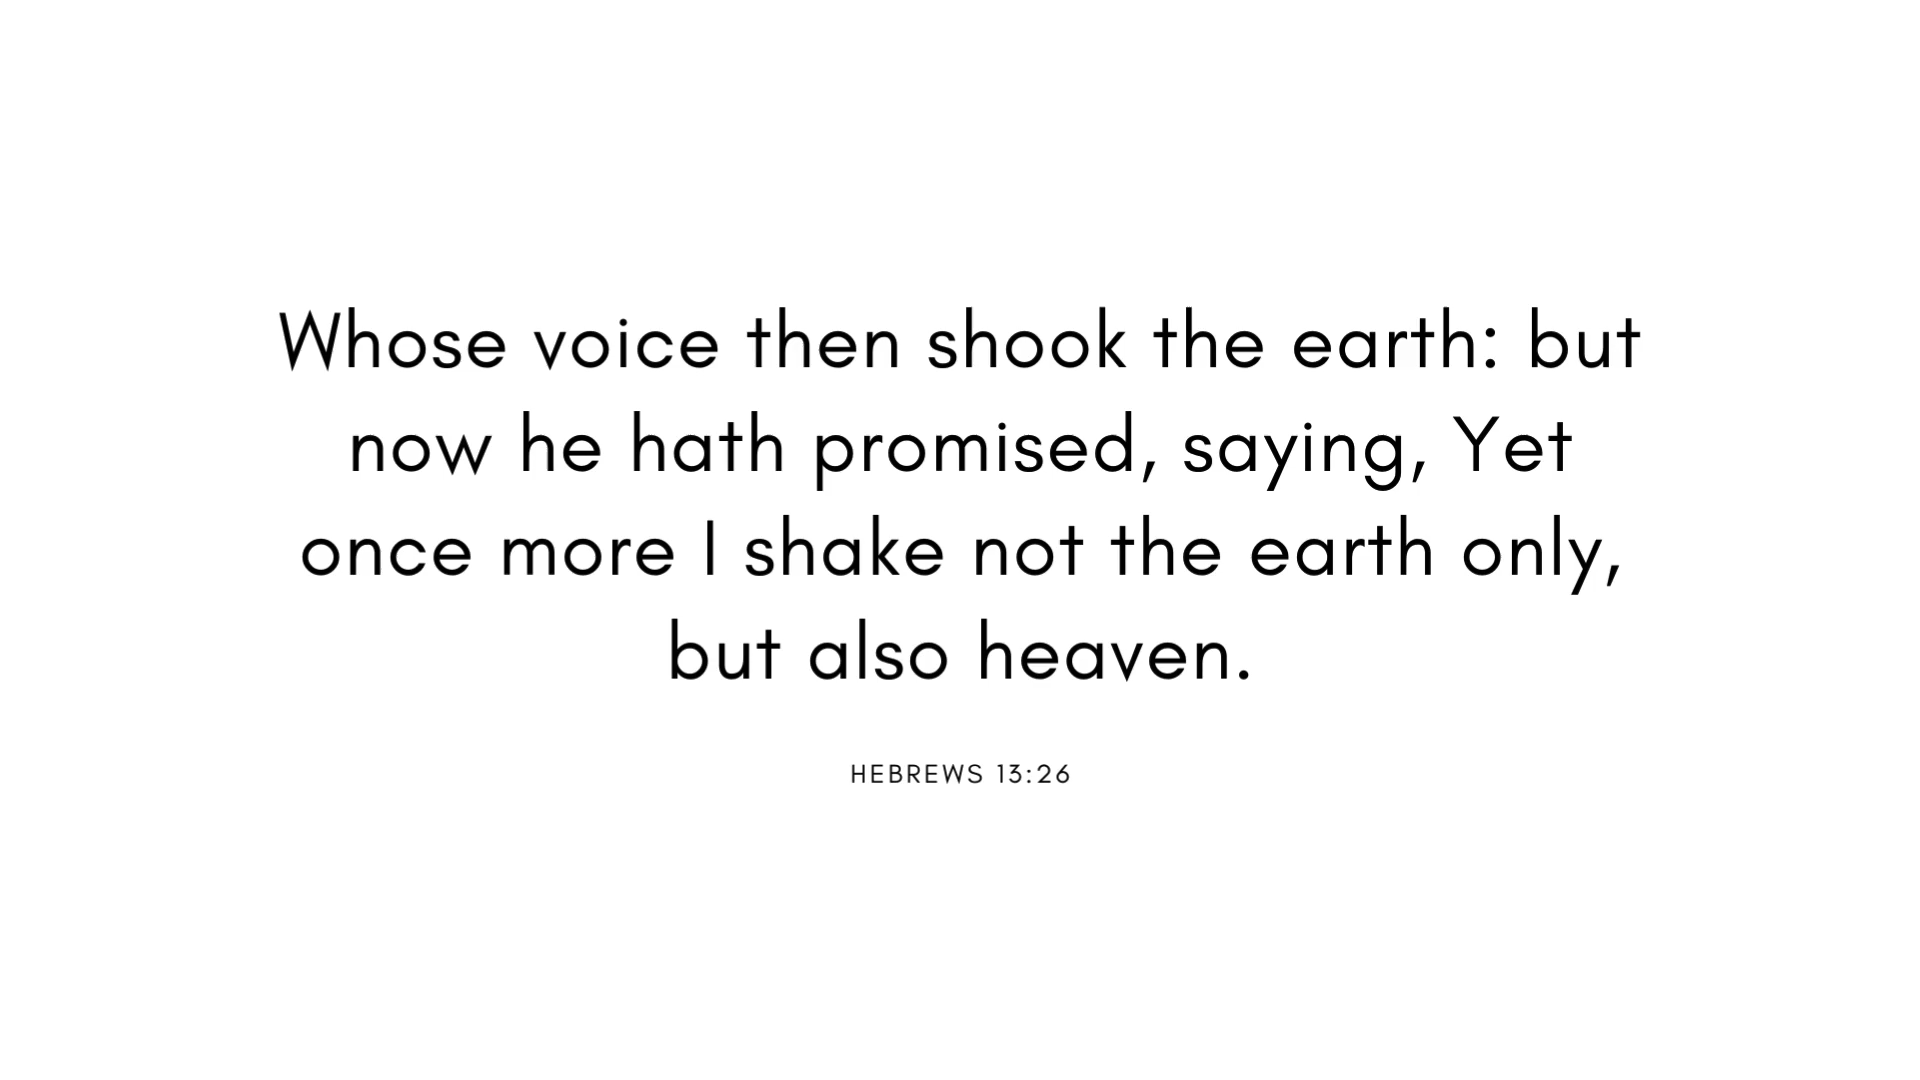 Whose voice then shook the earth: but
now he hath promised, saying, Yet
once more I shake not the earth only,
but also heaven.
HEBREWS 13:26